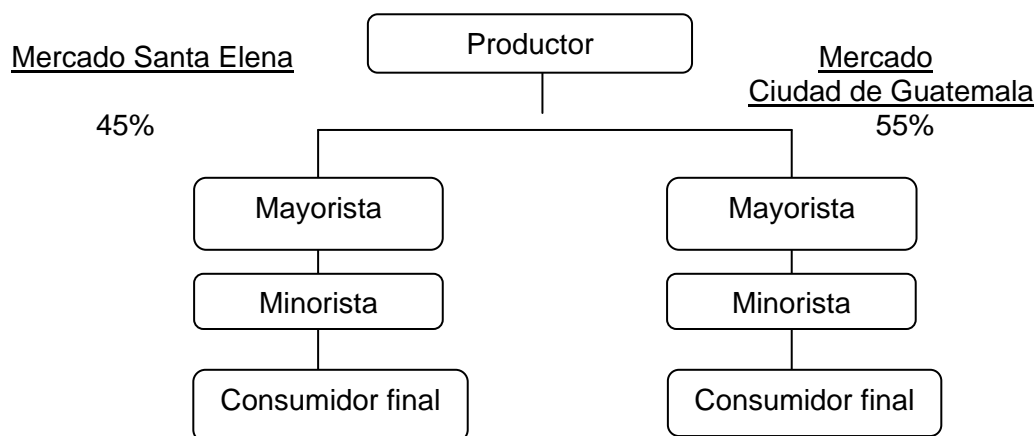 Productor
Mercado Santa Elena
Mercado
Ciudad de Guatemala
45%
55%
Mayorista
Mayorista
Minorista
Minorista
Consumidor final
Consumidor final